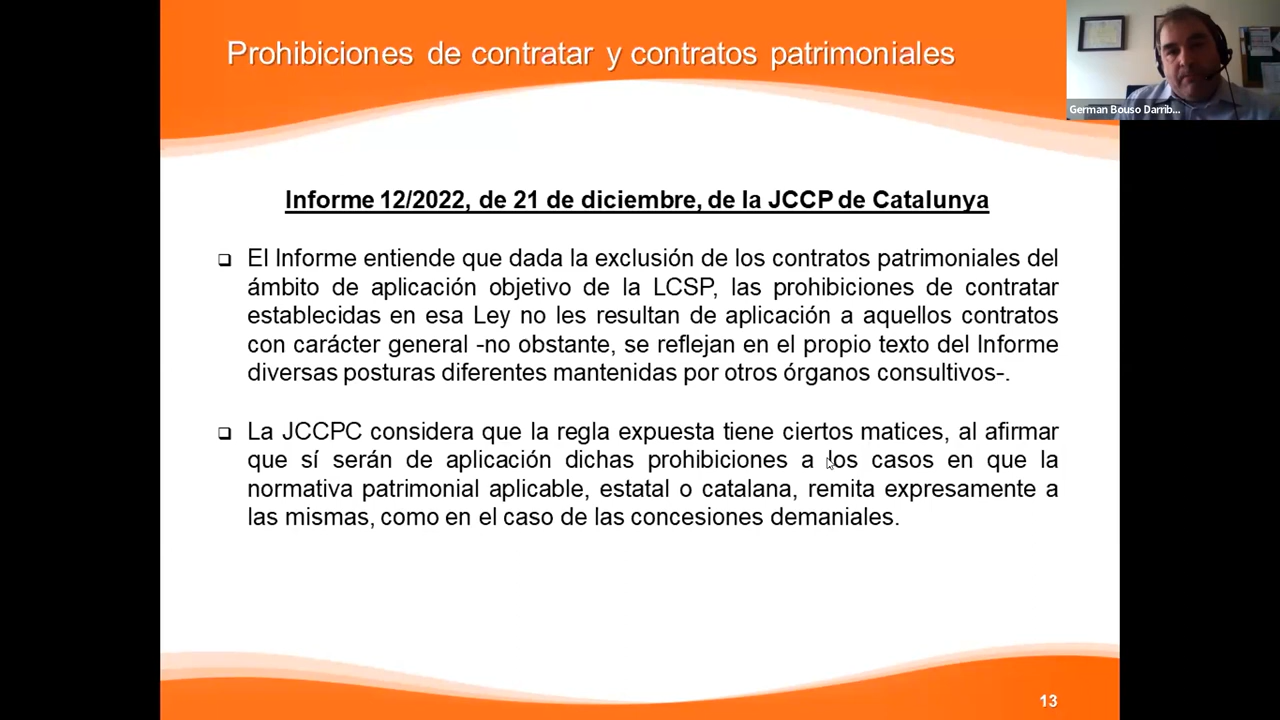 Prohibiciones de contratar y contratos patrimoniales
German Bouso Darrib...
Informe 12/2022, de 21 de diciembre, de la JCCP de Catalunya
❑ El Informe entiende que dada la exclusión de los contratos patrimoniales del
ámbito de aplicación objetivo de la LCSP, las prohibiciones de contratar
establecidas en esa Ley no les resultan de aplicación a aquellos contratos
con carácter general -no obstante, se reflejan en el propio texto del Informe
diversas posturas diferentes mantenidas por otros órganos consultivos-.
❑ La JCCPC considera que la regla expuesta tiene ciertos matices, al afirmar
que sí serán de aplicación dichas prohibiciones a los casos en que la
normativa patrimonial aplicable, estatal o catalana, remita expresamente a
las mismas, como en el caso de las concesiones demaniales.
13